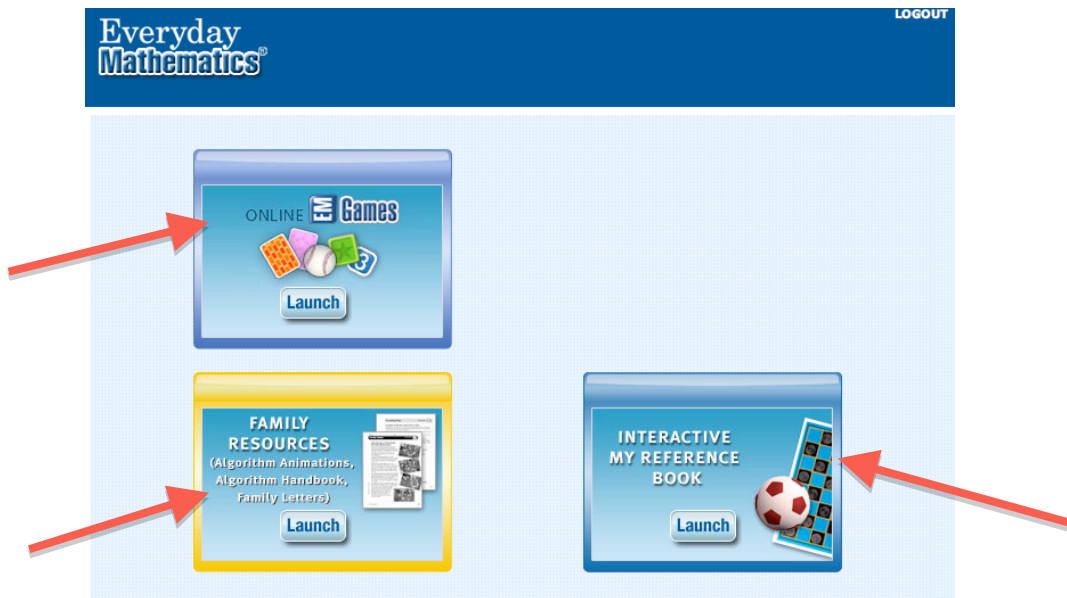 LOGOUT
Everyday
Mathematics®
ONLINE EM Games
3
Launch
FAMILY
RESOURCES
(Algorithm Animations,
Algorithm Handbook,
Family Letters)
Launch
INTERACTIVE
MY REFERENCE
BOOK
Launch